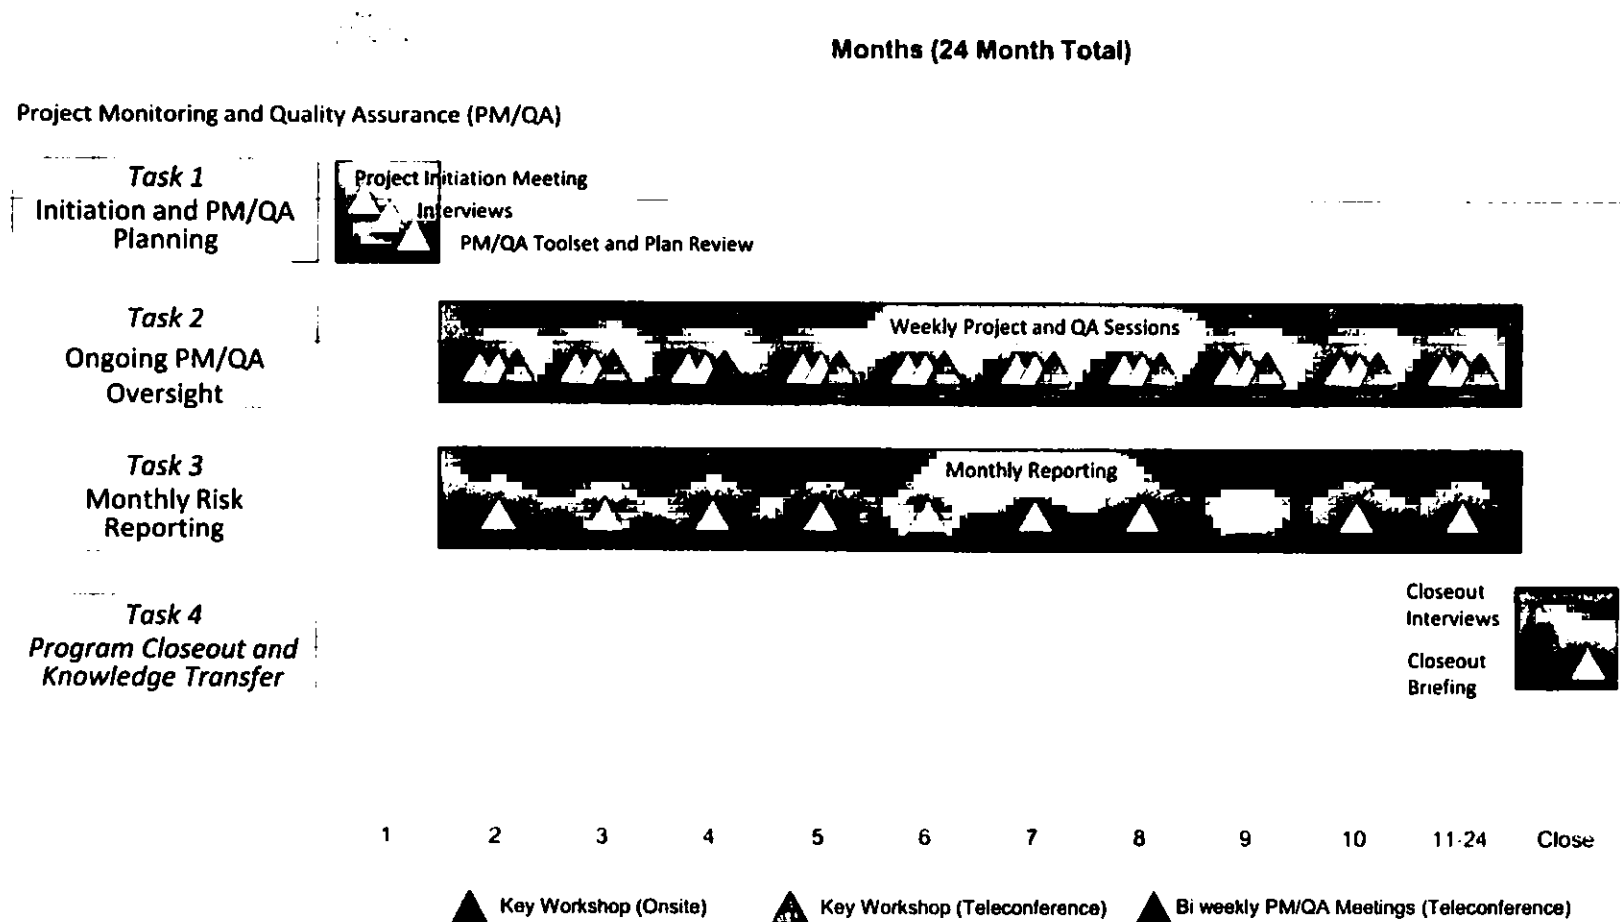 Months (24 Month Total)
Project Monitoring and Quality Assurance (PM/QA)
Task 1
Initiation and PM/QA
Planning
Project Initiation Meeting
Interviews
PM/QA Toolset and Plan Review
Task 2
Ongoing PM/QA
Oversight
Weekly Project and QA Sessions
Task 3
Monthly Risk
Reporting
Monthly Reporting
Task 4
Program Closeout and
Knowledge Transfer
Closeout
Interviews
Closeout
Briefing
1 2 3 4 5 6 7 8 9 10 11-24 Close
Key Workshop (Onsite) Key Workshop (Teleconference) Bi weekly PM/QA Meetings (Teleconference)